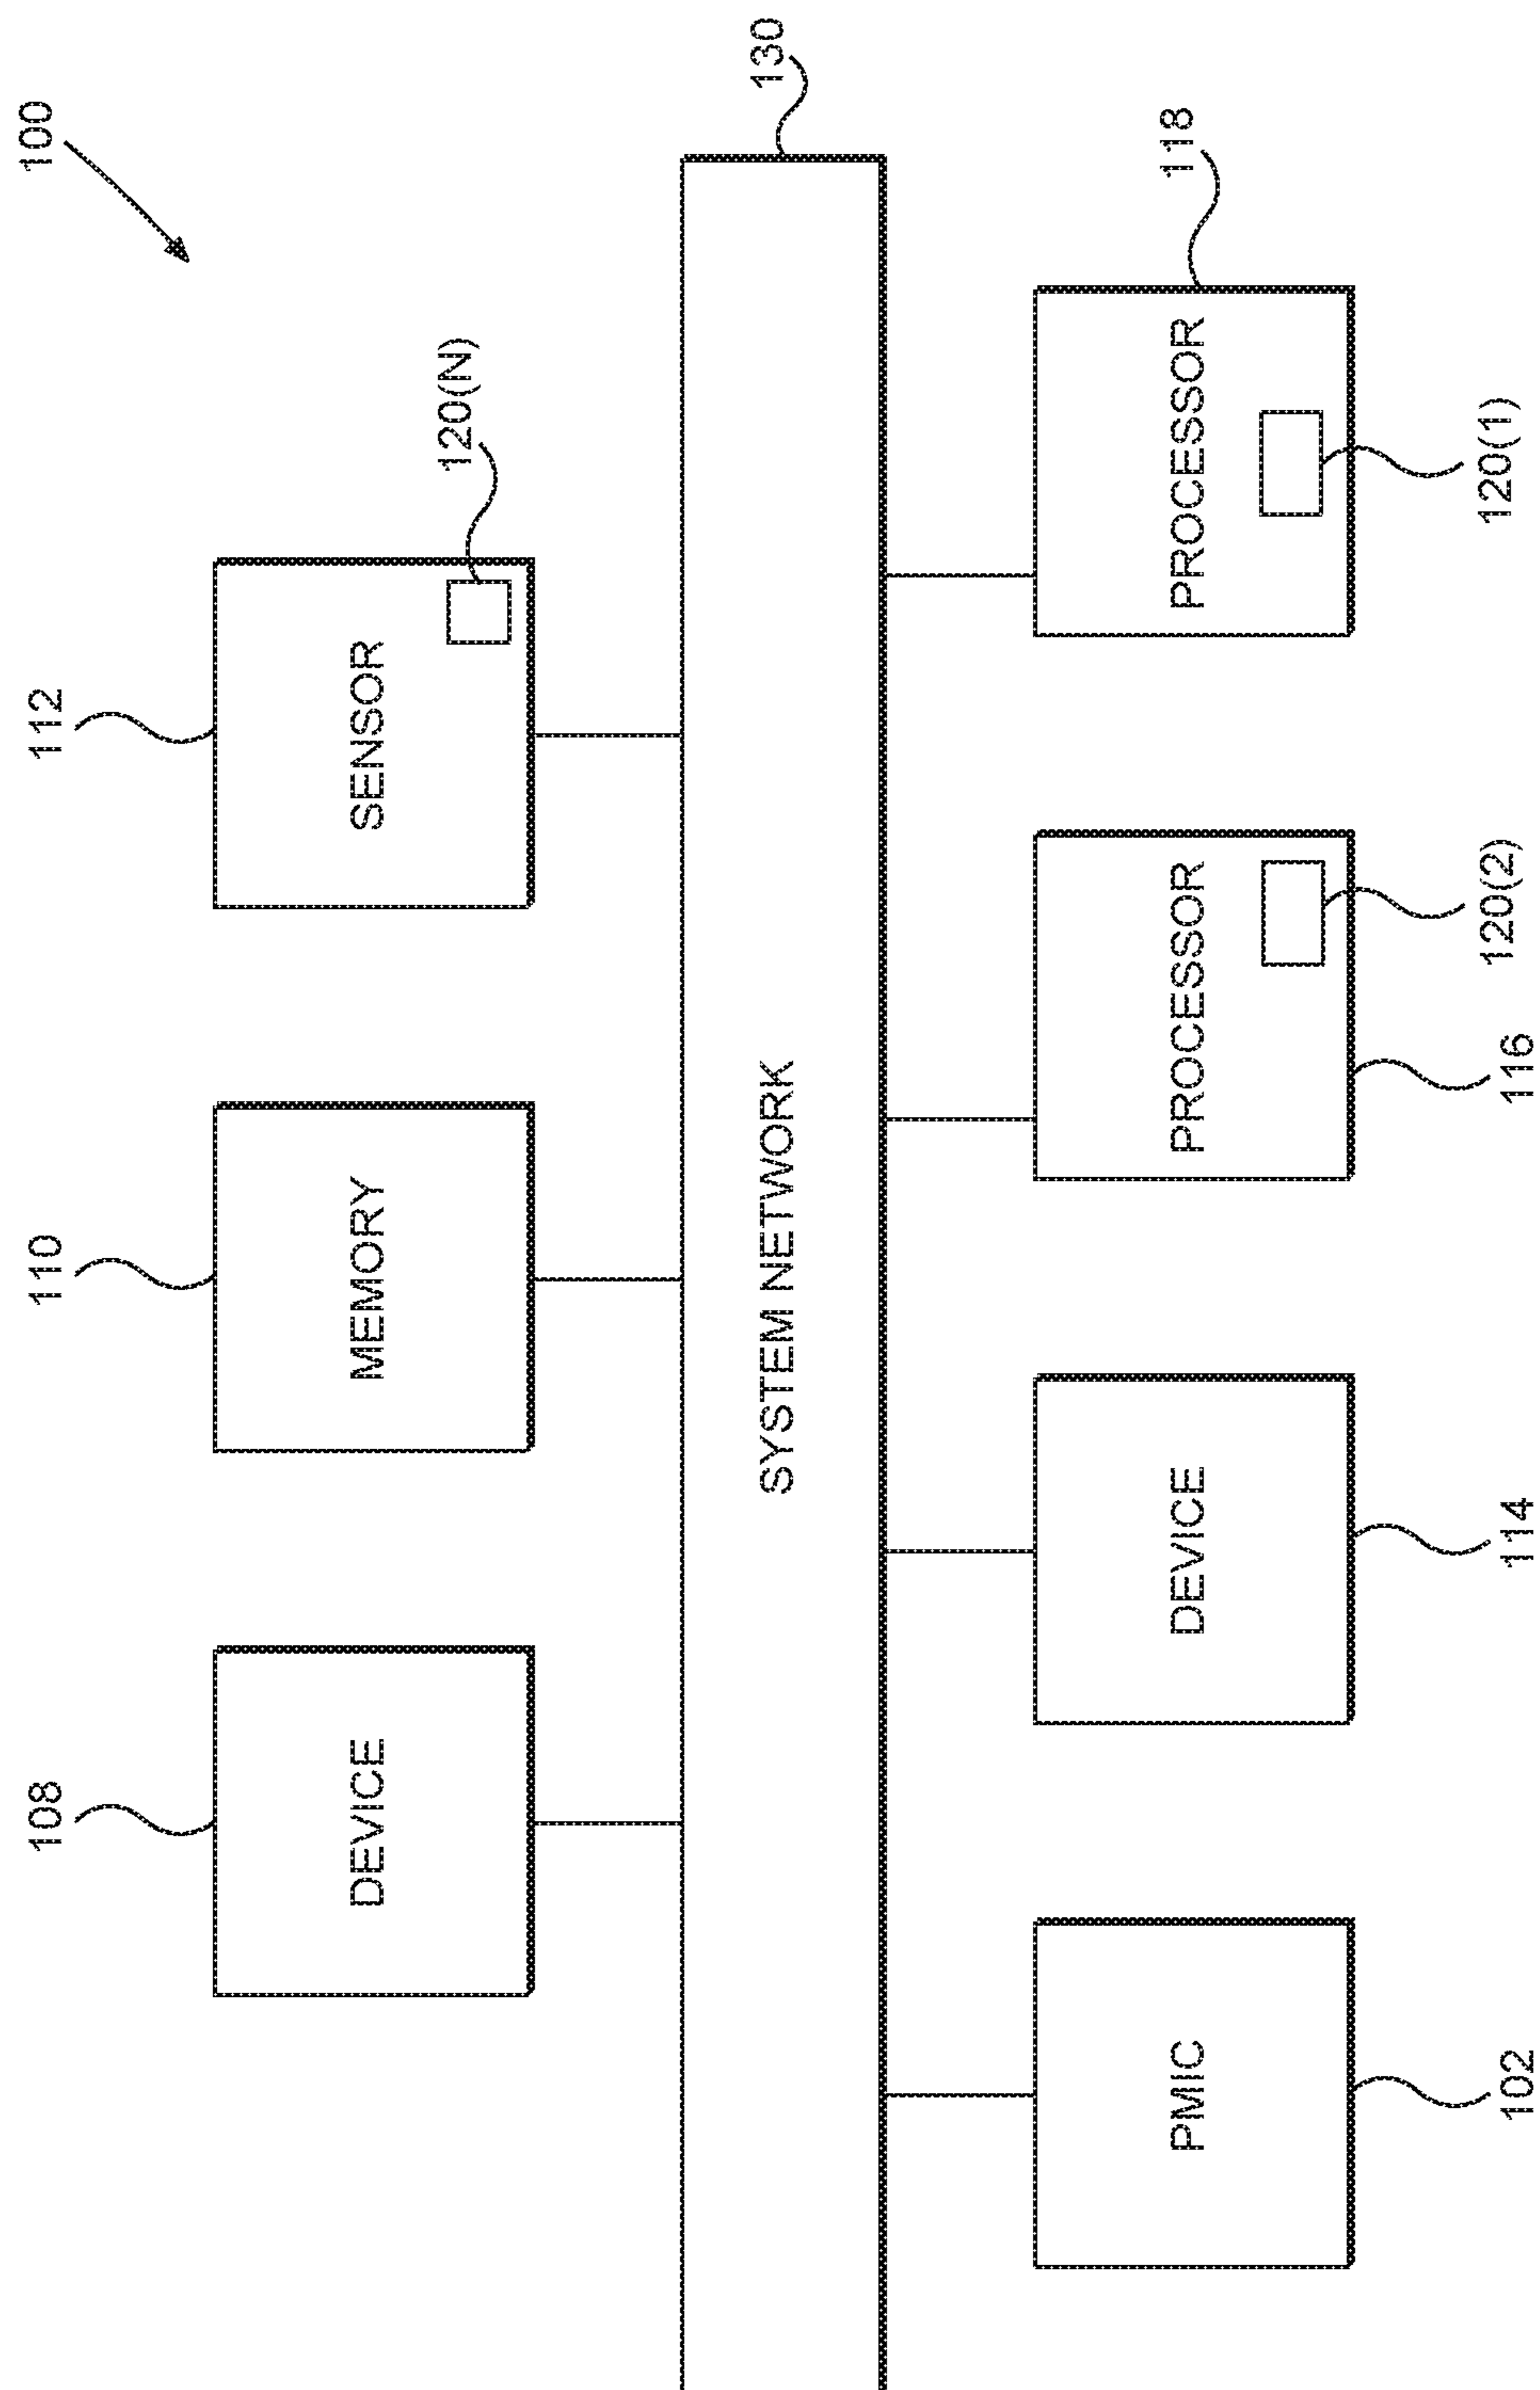 100
108
110
112
DEVICE
MEMORY
SENSOR
120(N)
SYSTEM NETWORK
130
PMIC
DEVICE
PROCESSOR
PROCESSOR
118
120(2)
120(1)
102
114
116